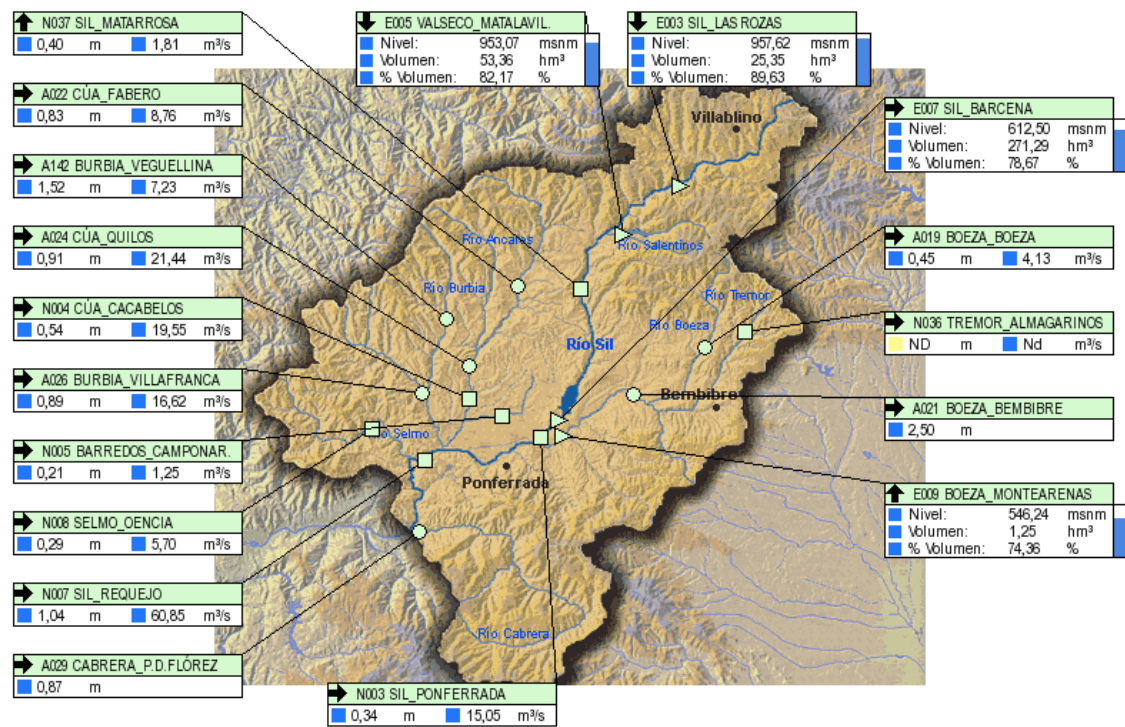 N037 SIL_MATARROSA
0,40 m 1,81 m³/s
A022 CÚA_FABERO
0,83 m 8,76 m³/s
A142 BURBIA_VEGUELLINA
1,52 m 7,23 m³/s
A024 CÚA_QUILOS
0,91 m 21,44 m³/s
N004 CÚA_CACABELOS
0,54 m 19,55 m³/s
A026 BURBIA_VILLAFRANCA
0,89 m 16,62 m³/s
N005 BARREDOS_CAMPONAR.
0,21 m 1,25 m³/s
N008 SELMO_OENCIA
0,29 m 5,70 m³/s
N007 SIL_REQUEJO
1,04 m 60,85 m³/s
A029 CABRERA_P.D.FLÓREZ
0,87 m
E005 VALSECO_MATALAVIL.
Nivel: 953,07 msnm
Volumen: 53,36 hm³
% Volumen: 82,17 %
E003 SIL_LAS ROZAS
Nivel: 957,62 msnm
Volumen: 25,35 hm³
% Volumen: 89,63 %
Villablino
Río Ancares
Río Salentinos
Río Burbia
Río Tremor
Río Boeza
Río Sil
Bembibre
Río Selmo
Ponferrada
Río Cabrera
N003 SIL_PONFERRADA
0,34 m 15,05 m³/s
E007 SIL_BARCENA
Nivel: 612,50 msnm
Volumen: 271,29 hm³
% Volumen: 78,67 %
A019 BOEZA_BOEZA
0,45 m 4,13 m³/s
N036 TREMOR_ALMAGARINOS
ND m Nd m³/s
A021 BOEZA_BEMBIBRE
2,50 m
E009 BOEZA_MONTEARENAS
Nivel: 546,24 msnm
Volumen: 1,25 hm³
% Volumen: 74,36 %